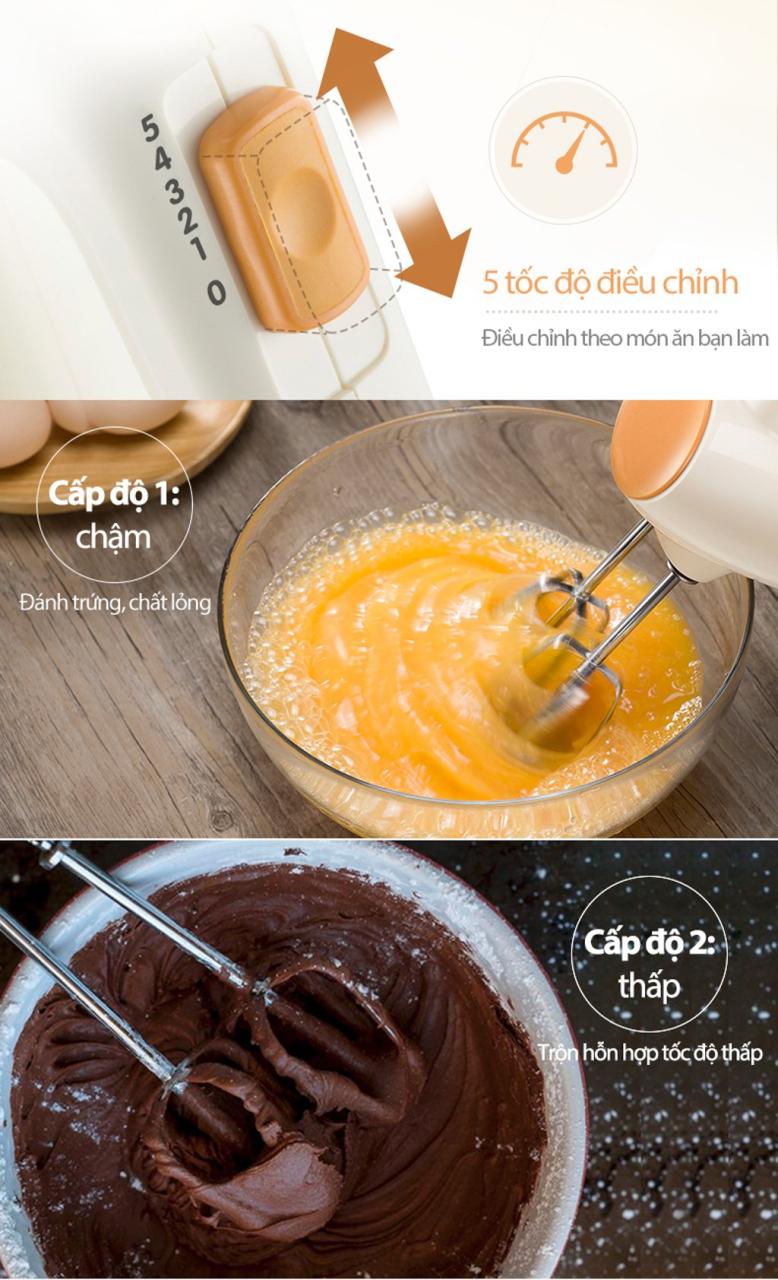 5
4
3
2
1
0
5 tốc độ điều chỉnh
Điều chỉnh theo món ăn bạn làm
Cấp độ 1:
chậm
Đánh trứng, chất lỏng
Cấp độ 2:
thấp
Trộn hỗn hợp tốc độ thấp